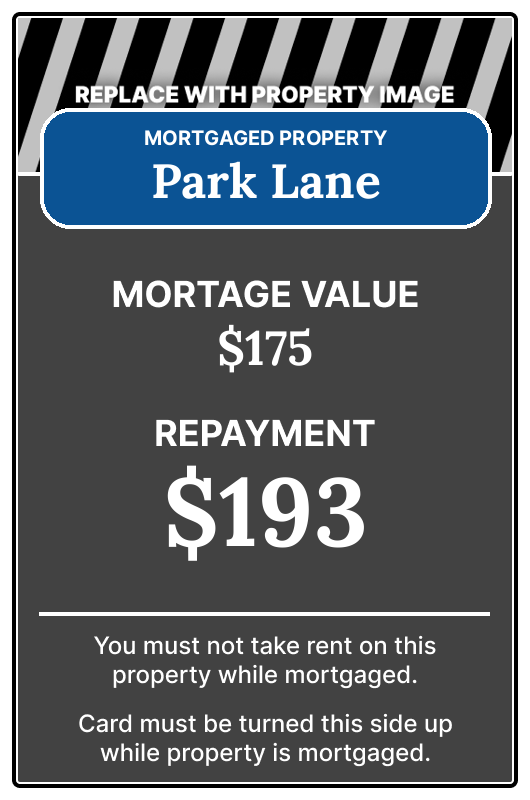 REPLACE WITH PROPERTY IMAGE
MORTGAGED PROPERTY
Park Lane
MORTAGE VALUE
$175
REPAYMENT
$193
You must not take rent on this
property while mortgaged.
Card must be turned this side up
while property is mortgaged.